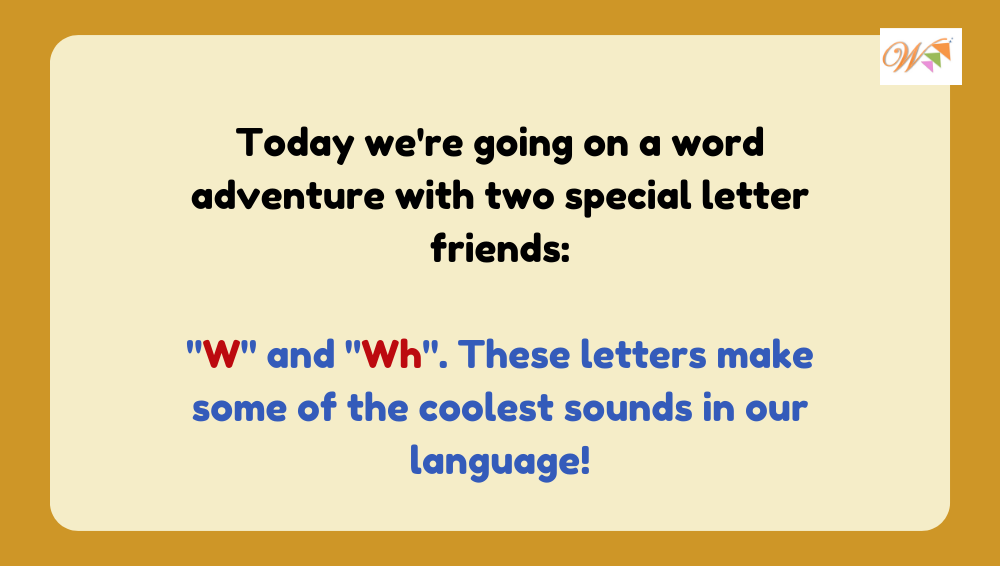 W
Today we're going on a word
adventure with two special letter
friends:
"W" and "Wh". These letters make
some of the coolest sounds in our
language!